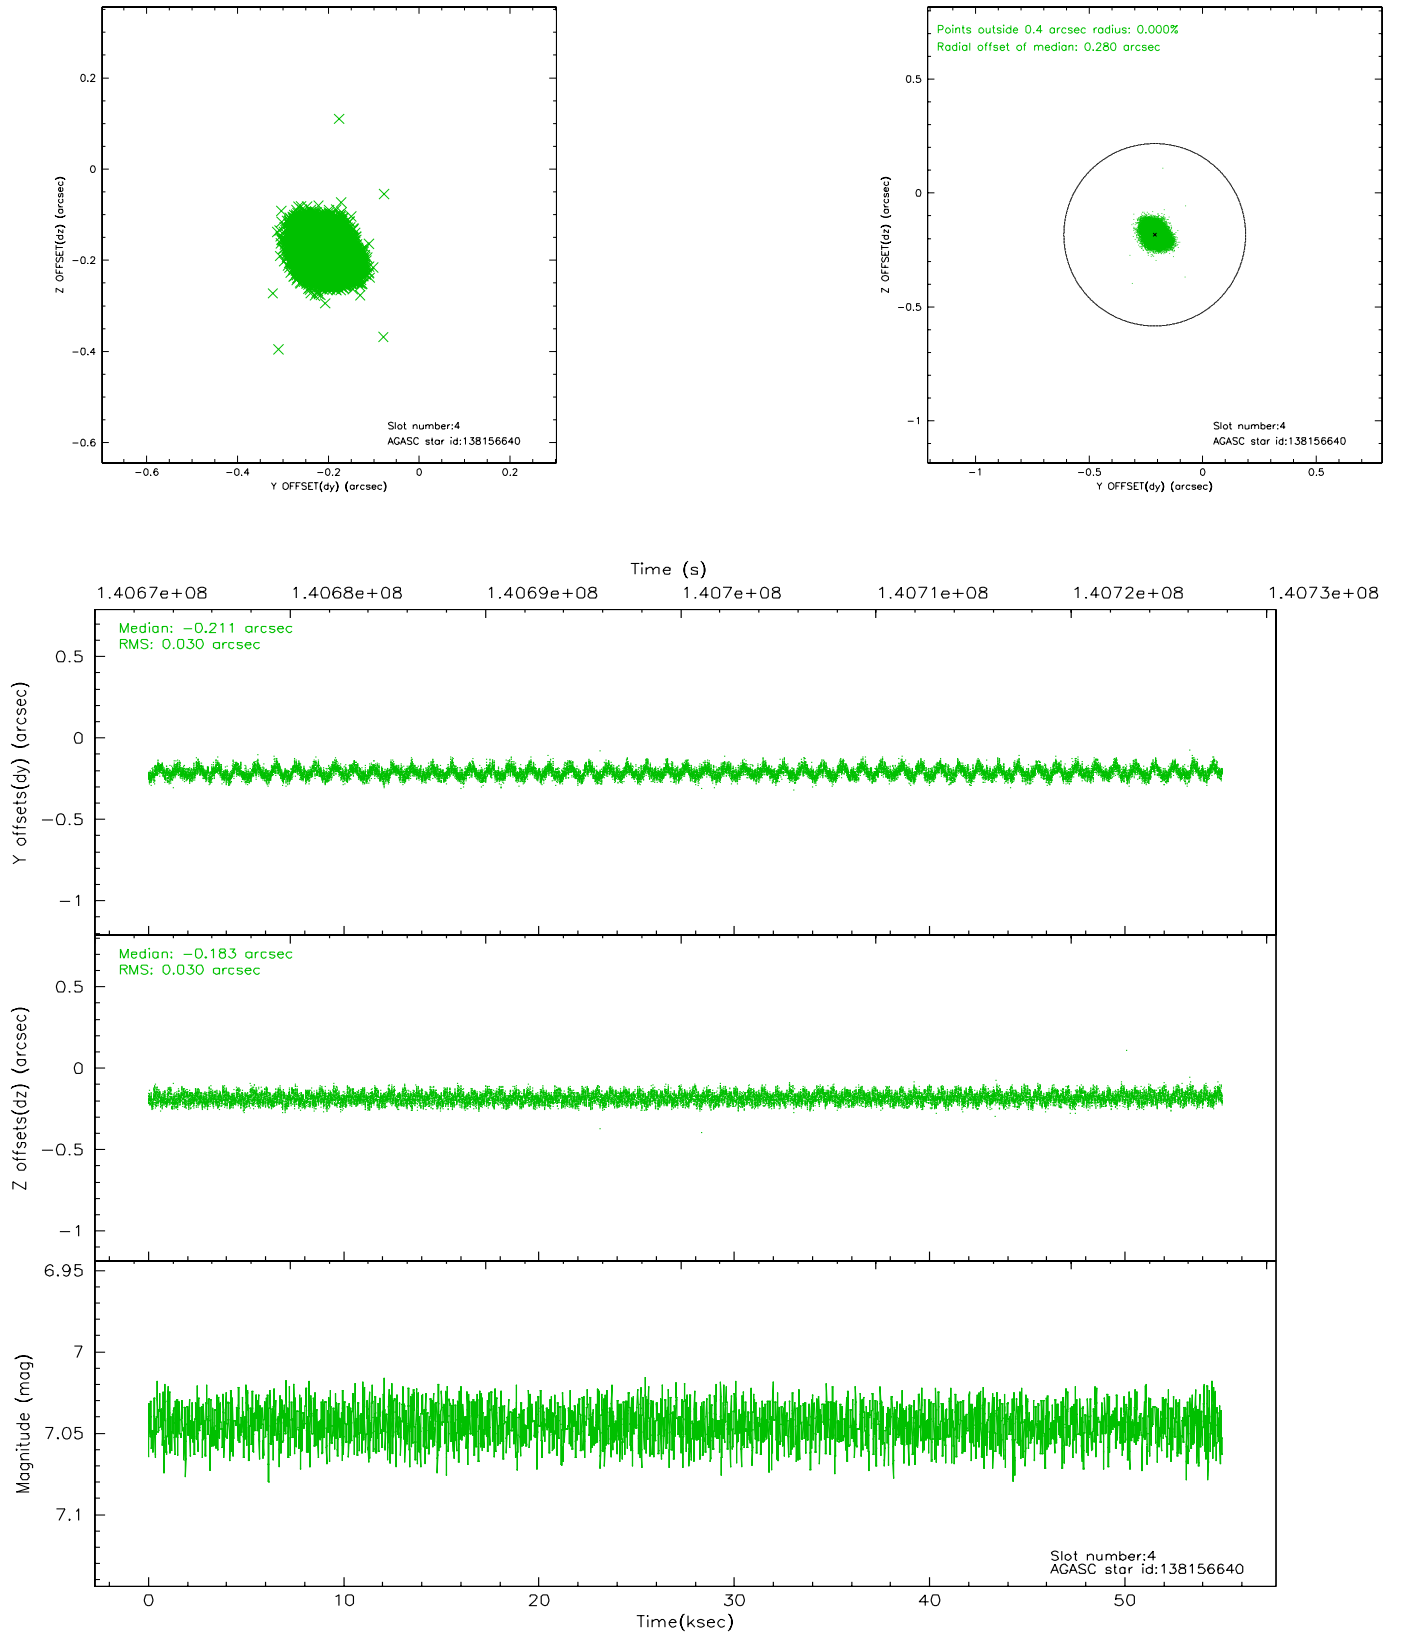 0.2
0
−0.2
−0.4
−0.6
−0.6
−0.4
−0.2
0
0.2
Z OFFSET(dz) (arcsec)
Y OFFSET(dy) (arcsec)
Slot number:4
AGASC star id:138156640
Points outside 0.4 arcsec radius: 0.000%
Radial offset of median: 0.280 arcsec
0.5
0
−0.5
−1
−1
−0.5
0
0.5
Z OFFSET(dz) (arcsec)
Y OFFSET(dy) (arcsec)
Slot number:4
AGASC star id:138156640
Time (s)
1.4067e+08 1.4068e+08 1.4069e+08 1.407e+08 1.4071e+08 1.4072e+08 1.4073e+08
Median: −0.211 arcsec
RMS: 0.030 arcsec
0.5
0
−0.5
−1
Y offsets(dy) (arcsec)
Median: −0.183 arcsec
RMS: 0.030 arcsec
0.5
0
−0.5
−1
Z offsets(dz) (arcsec)
6.95
7
7.05
7.1
Magnitude (mag)
Slot number:4
AGASC star id:138156640
0 10 20 30 40 50
Time(ksec)